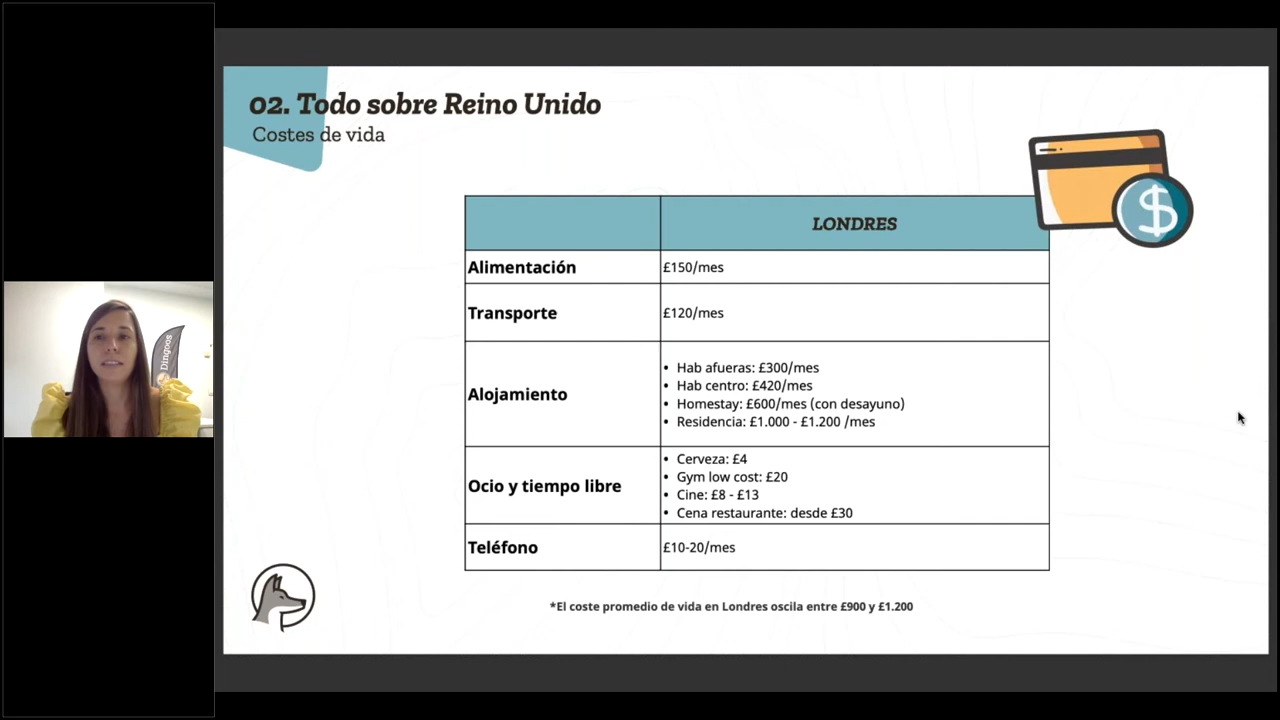 02. Todo sobre Reino Unido
Costes de vida
LONDRES
Alimentación
£150/mes
Transporte
£120/mes
Alojamiento
• Hab afueras: £300/mes
• Hab centro: £420/mes
• Homestay: £600/mes (con desayuno)
• Residencia: £1.000 - £1.200 /mes
Ocio y tiempo libre
• Cerveza: £4
• Gym low cost: £20
• Cine: £8 - £13
• Cena restaurante: desde £30
Teléfono
£10-20/mes
*El coste promedio de vida en Londres oscila entre £900 y £1.200
$
Dingoos